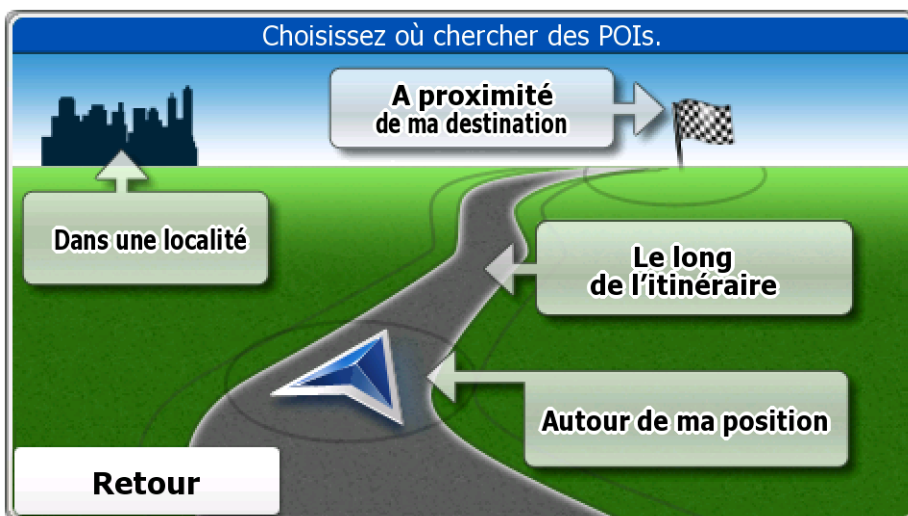 Choisissez où chercher des POIs.
A proximité
de ma destination
Dans une localité
Le long
de l'itinéraire
Autour de ma position
Retour